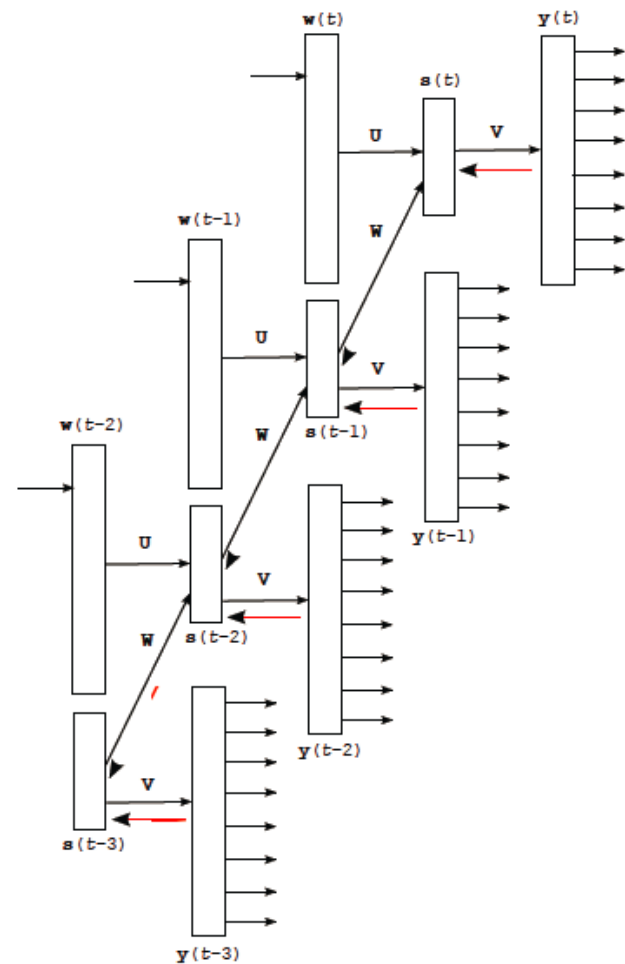 w(t)
y(t)
s(t)
U
V
w(t-1)
W
U
V
s(t-1)
w(t-2)
W
y(t-1)
U
V
s(t-2)
W
y(t-2)
V
s(t-3)
y(t-3)